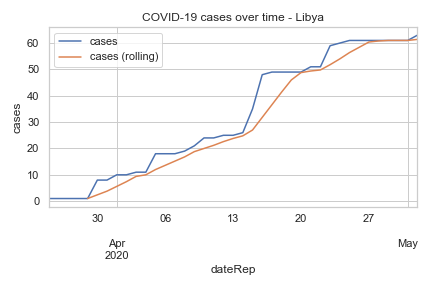 COVID-19 cases over time - Libya
cases
cases (rolling)
60
50
40
30
20
10
0
cases
30
06
13
20
27
Apr
2020
May
dateRep